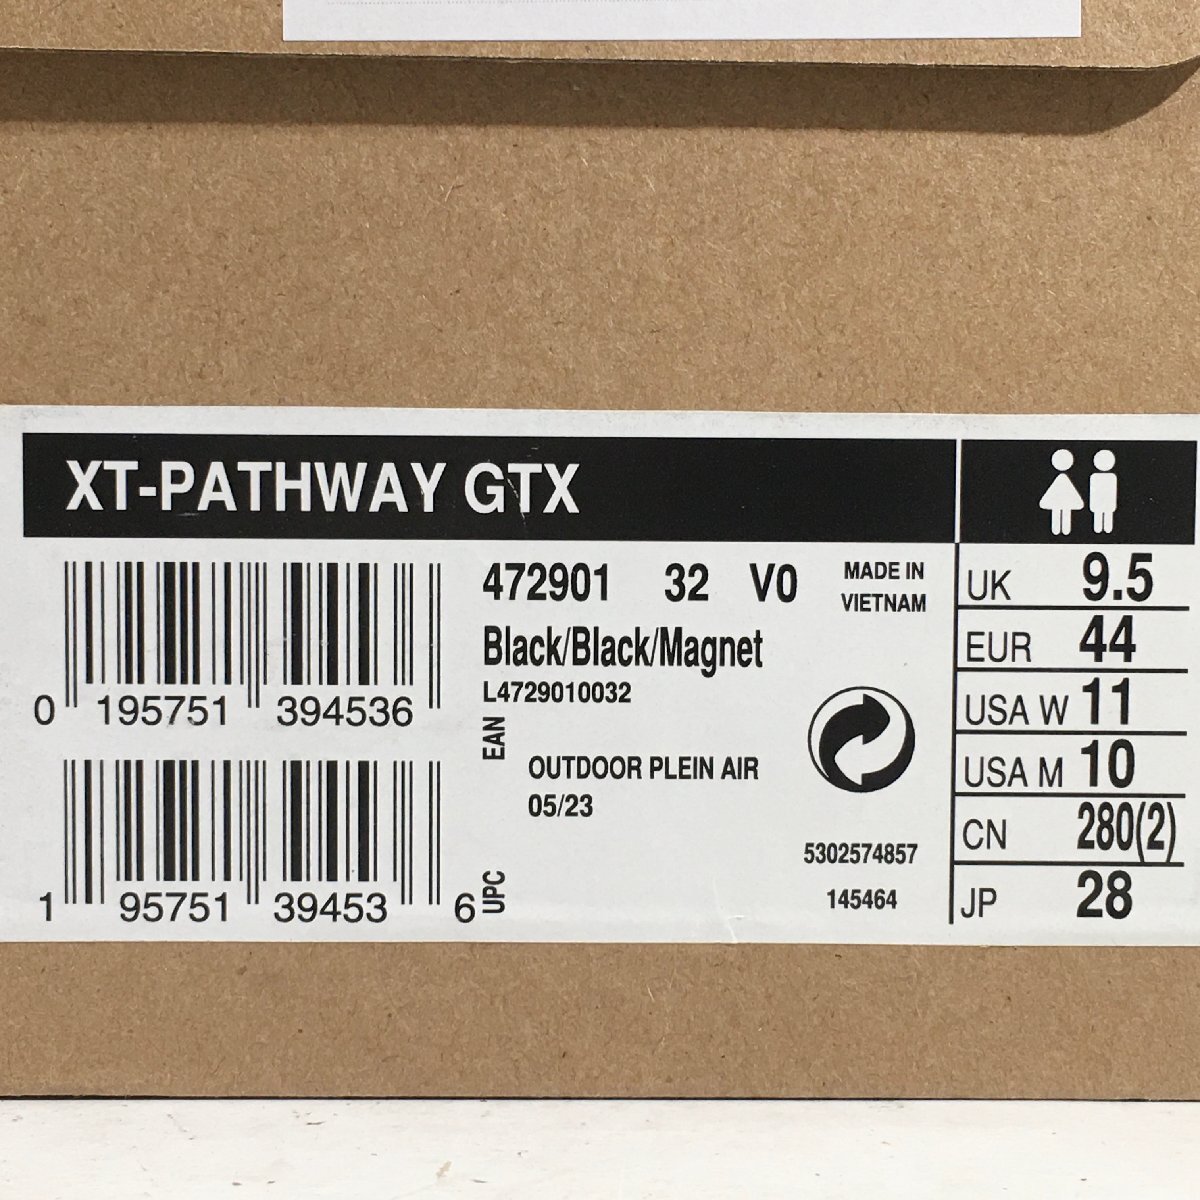 XT-PATHWAY GTX
472901 32 V0
MADE IN
VIETNAM
Black/Black/Magnet
L4729010032
0 195751 394536
EAN
OUTDOOR PLEIN AIR
05/23
1 95751 39453 6
UPC
5302574857
145464
UK 9.5
EUR 44
USA W 11
USA M 10
CN 280(2)
JP 28